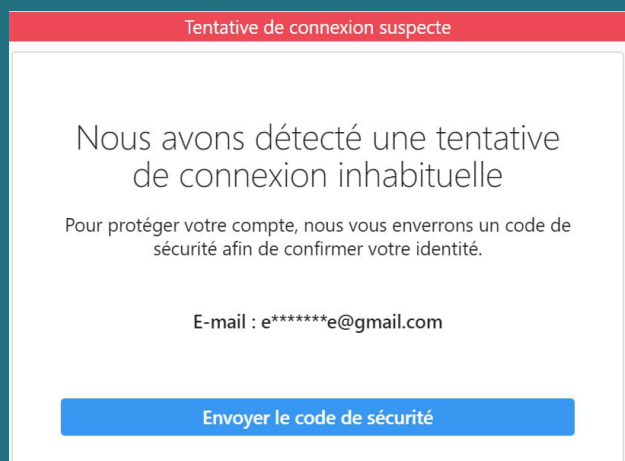 Tentative de connexion suspecte
Nous avons détecté une tentative
de connexion inhabituelle
Pour protéger votre compte, nous vous enverrons un code de
sécurité afin de confirmer votre identité.
E-mail : e*******e@gmail.com
Envoyer le code de sécurité